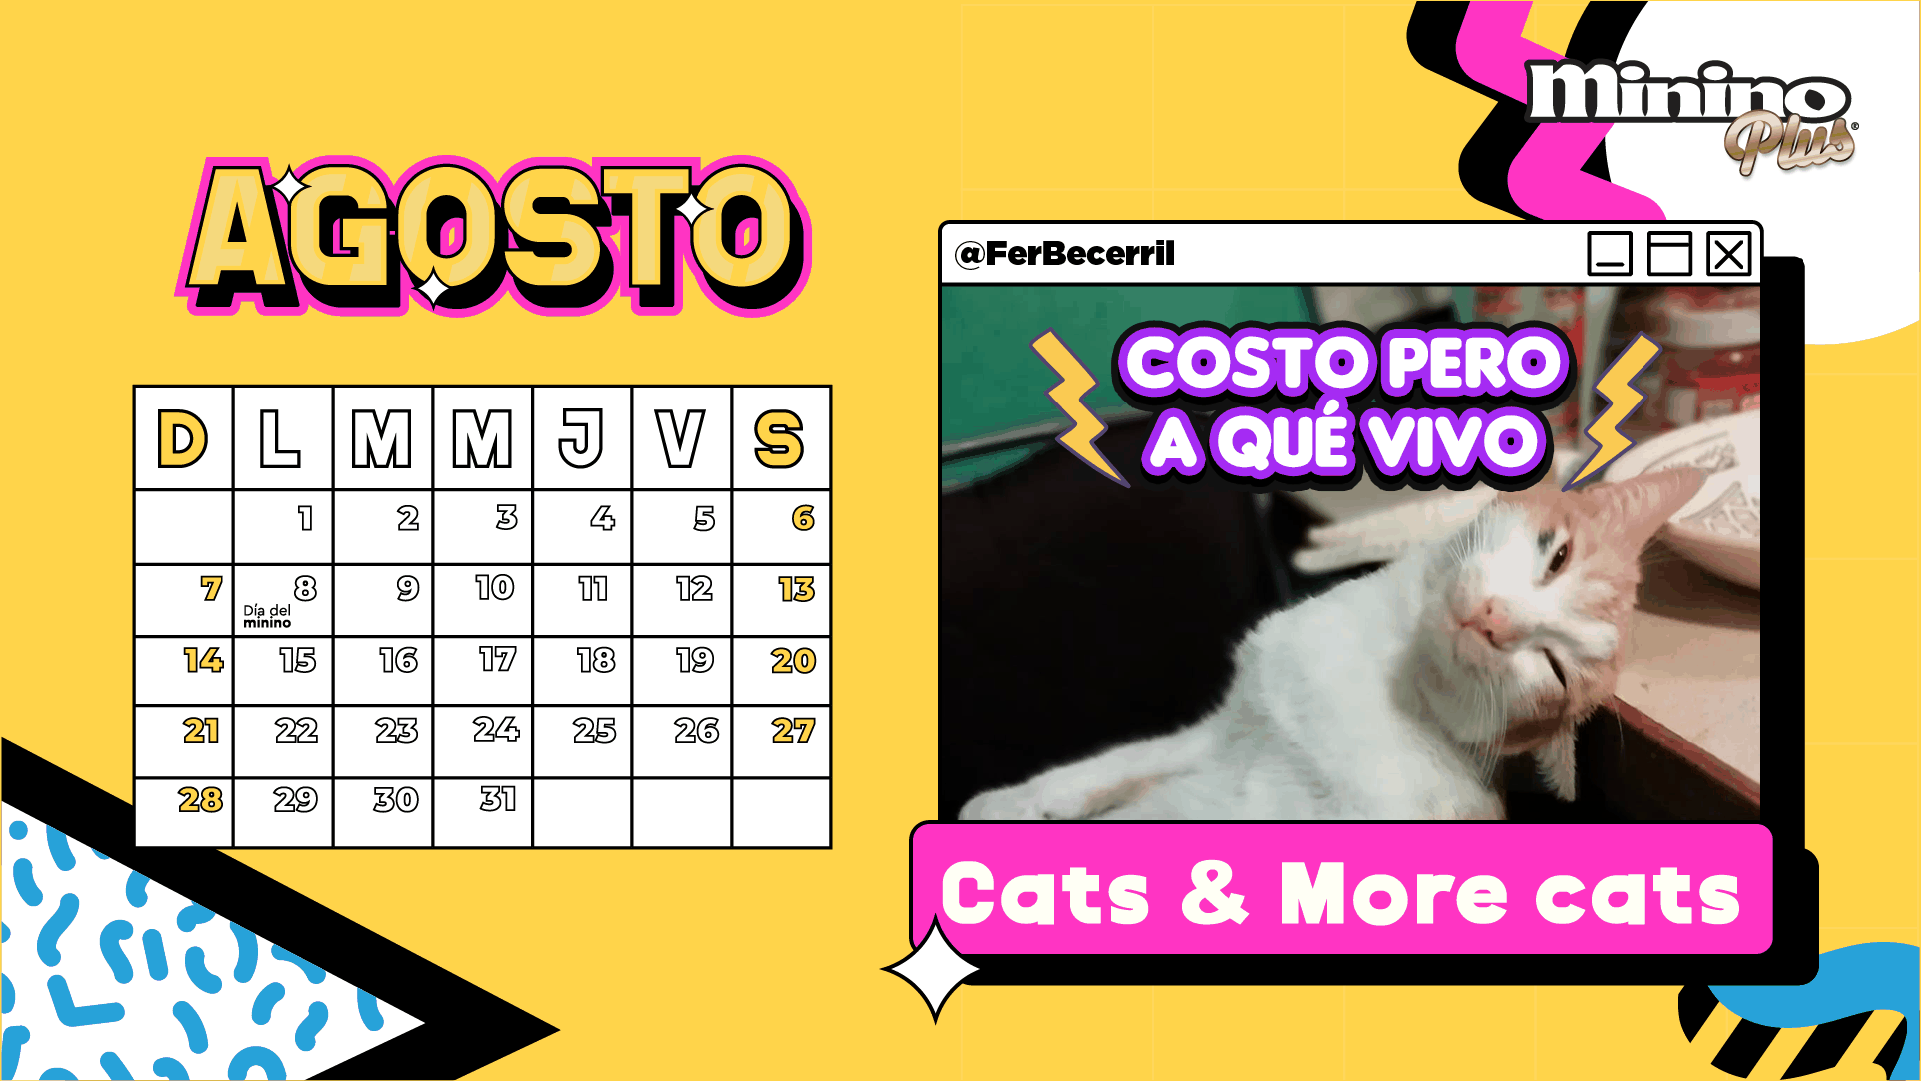 minino
Plus®
AGOSTO
D L M M J V S
1 2 3 4 5 6
7 8 9 10 11 12 13
Día del
minino
14 15 16 17 18 19 20
21 22 23 24 25 26 27
28 29 30 31
@FerBecerril
COSTO PERO
A QUÉ VIVO
Cats & More cats